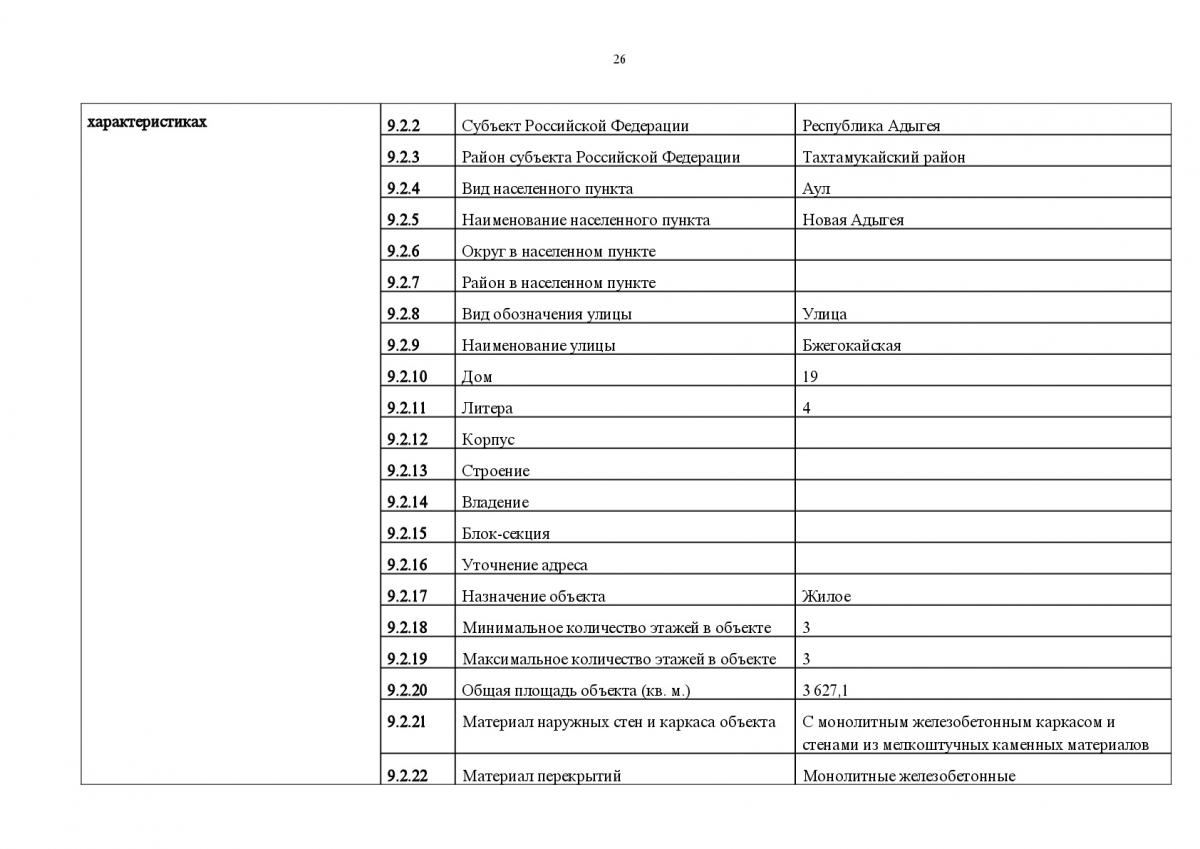 26
характеристиках
9.2.2 Субъект Российской Федерации Республика Адыгея
9.2.3 Район субъекта Российской Федерации Тахтамукайский район
9.2.4 Вид населенного пункта Аул
9.2.5 Наименование населенного пункта Новая Адыгея
9.2.6 Округ в населенном пункте
9.2.7 Район в населенном пункте
9.2.8 Вид обозначения улицы Улица
9.2.9 Наименование улицы Бжегокайская
9.2.10 Дом 19
9.2.11 Литера 4
9.2.12 Корпус
9.2.13 Строение
9.2.14 Владение
9.2.15 Блок-секция
9.2.16 Уточнение адреса
9.2.17 Назначение объекта Жилое
9.2.18 Минимальное количество этажей в объекте 3
9.2.19 Максимальное количество этажей в объекте 3
9.2.20 Общая площадь объекта (кв. м.) 3 627,1
9.2.21 Материал наружных стен и каркаса объекта С монолитным железобетонным каркасом и
стенами из мелкоштучных каменных материалов
9.2.22 Материал перекрытий Монолитные железобетонные